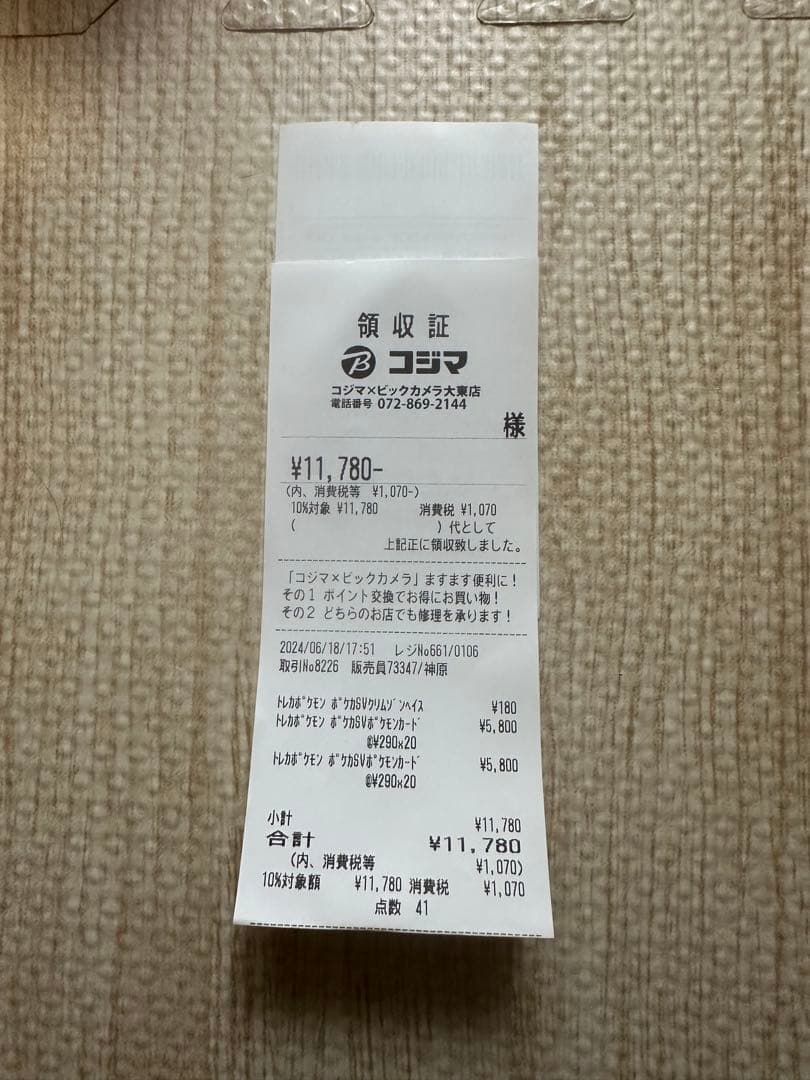 領収証
コジマ
コジマ×ビックカメラ大東店
電話番号 072-869-2144
様
¥11,780-
(内、消費税等 ¥1,070-)
10%対象 ¥11,780 消費税 ¥1,070
( )代として
上記正に領収致しました。
「コジマ×ビックカメラ」ますます便利に!
その1 ポイント交換でお得にお買い物!
その2 どちらのお店でも修理を承ります!
2024/06/18/17:51 レジNo661/0106
取引No8226 販売員73347/神原
トレカポケモン ポケカSVクリムゾンヘイス ¥180
トレカポケモン ポケカSVポケモンカード ¥5,800
@¥290x20
トレカポケモン ポケカSVポケモンカード ¥5,800
@¥290x20
小計 ¥11,780
合計 ¥11,780
(内、消費税等 ¥1,070)
10%対象額 ¥11,780 消費税 ¥1,070
点数 41